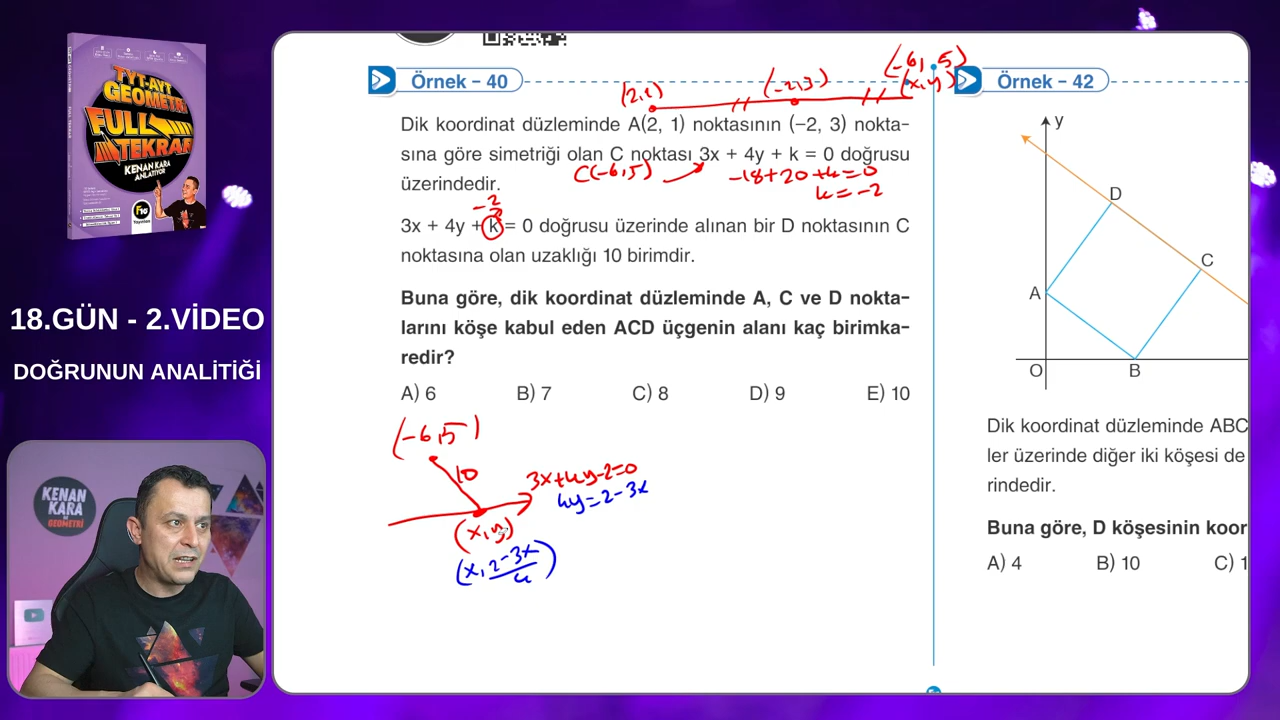 TYT-AYT
GEOMETRİ
FULL
TEKRAR
KENAN KARA
ANLATIYOR
18.GÜN - 2.VİDEO
DOĞRUNUN ANALİTİĞİ
KENAN
KARA
Örnek - 40
(2,1)
(-2,3)
(-6, 5)
(x,y)
Dik koordinat düzleminde A(2, 1) noktasının (–2, 3) nokta-
sına göre simetriği olan C noktası 3x + 4y + k = 0 doğrusu
üzerindedir.
C(-6,5)
-18+20+k=0
k=-2
-2
3x + 4y + k = 0 doğrusu üzerinde alınan bir D noktasının C
noktasına olan uzaklığı 10 birimdir.
Buna göre, dik koordinat düzleminde A, C ve D nokta-
larını köşe kabul eden ACD üçgenin alanı kaç birimka-
redir?
A) 6 B) 7 C) 8 D) 9 E) 10
(-6,5)
10
3x+4y-2=0
4y=2-3x
(x,y)
(x, 2-3x/4)
Örnek - 42
y
D
C
A
O
B
Dik koordinat düzleminde ABC
ler üzerinde diğer iki köşesi de
rindedir.
Buna göre, D köşesinin koor
A) 4 B) 10 C) 1